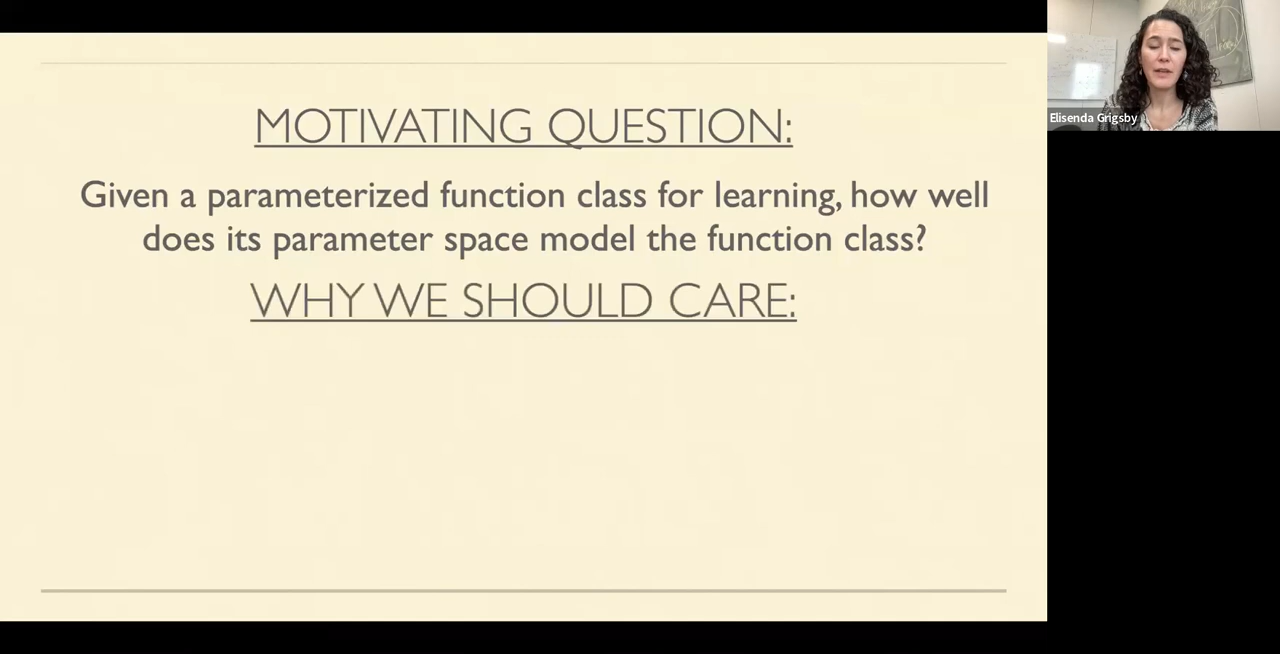 MOTIVATING QUESTION:
Given a parameterized function class for learning, how well
does its parameter space model the function class?
WHY WE SHOULD CARE:
Elisenda Grigsby